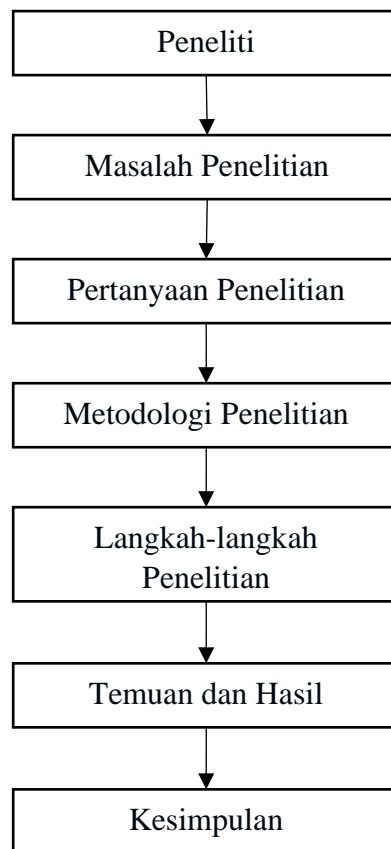 Peneliti
Masalah Penelitian
Pertanyaan Penelitian
Metodologi Penelitian
Langkah-langkah
Penelitian
Temuan dan Hasil
Kesimpulan